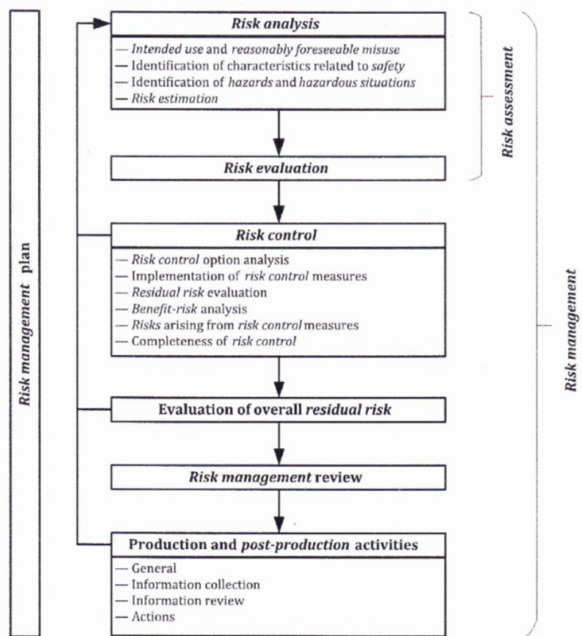 Risk analysis
— Intended use and reasonably foreseeable misuse
— Identification of characteristics related to safety
— Identification of hazards and hazardous situations
— Risk estimation
Risk evaluation
Risk control
— Risk control option analysis
— Implementation of risk control measures
— Residual risk evaluation
— Benefit-risk analysis
— Risks arising from risk control measures
— Completeness of risk control
Evaluation of overall residual risk
Risk management review
Production and post-production activities
— General
— Information collection
— Information review
— Actions
Risk management plan
Risk assessment
Risk management